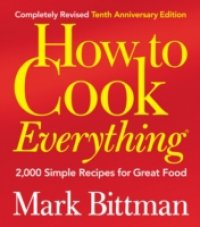 Completely Revised Tenth Anniversary Edition
How to
Cook
Everything®
2,000 Simple Recipes for Great Food
Mark Bittman